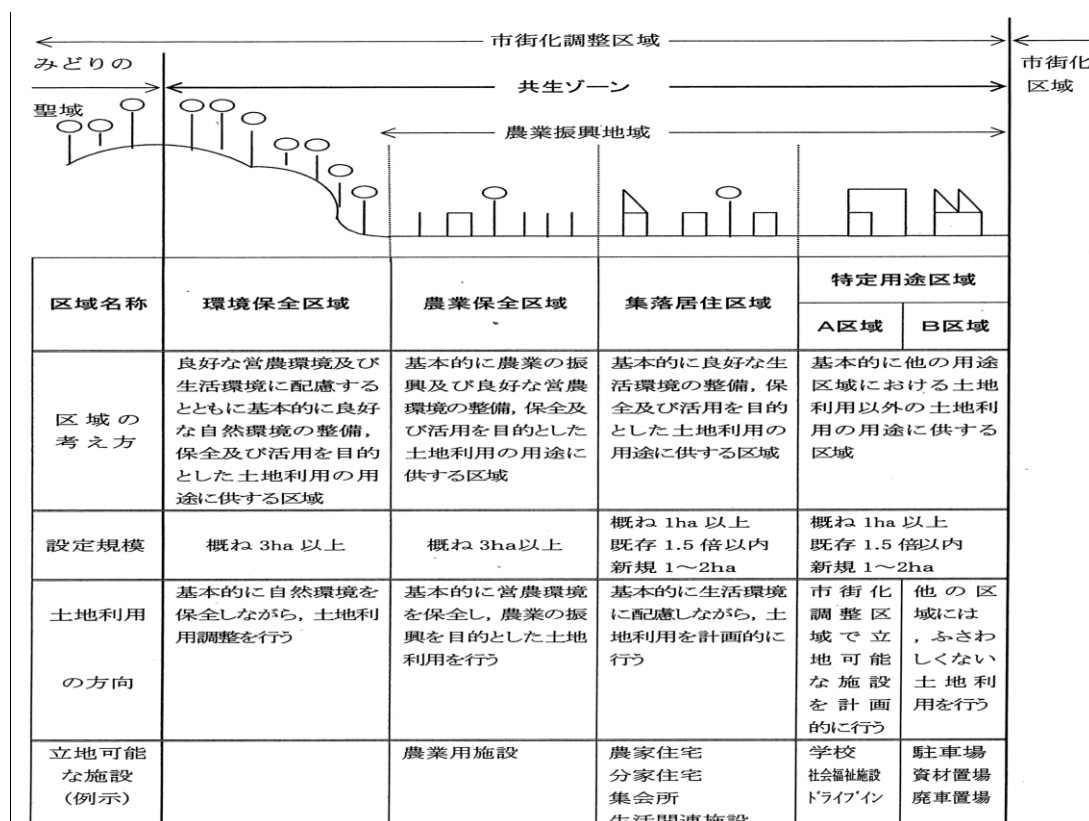 市街化調整区域
みどりの
聖域
共生ゾーン
市街化
区域
農業振興地域
区域名称
環境保全区域
農業保全区域
集落居住区域
特定用途区域
A区域
B区域
区域の
考え方
良好な営農環境及び
生活環境に配慮する
とともに基本的に良好
な自然環境の整備,
保全及び活用を目的
とした土地利用の用
途に供する区域
基本的に農業の振
興及び良好な営農
環境の整備, 保全及
び活用を目的とした
土地利用の用途に
供する区域
基本的に良好な生
活環境の整備, 保
全及び活用を目的
とした土地利用の
用途に供する区域
基本的に他の用途
区域における土地
利用以外の土地利
用の用途に供する
区域
設定規模
概ね 3ha 以上
概ね 3ha以上
概ね 1ha 以上
既存 1.5 倍以内
新規 1~2ha
概ね 1ha 以上
既存 1.5 倍以内
新規 1~2ha
土地利用
の方向
基本的に自然環境を
保全しながら, 土地利
用調整を行う
基本的に営農環境
を保全し, 農業の振
興を目的とした土地
利用を行う
基本的に生活環境
に配慮しながら, 土
地利用を計画的に
行う
市街化
調整区
域で立
地可能
な施設
を計画
的に行う
他の区
域には
, ふさわ
しくない
土地利
用を行う
立地可能
な施設
(例示)
農業用施設
農家住宅
分家住宅
集会所
生活関連施設
学校
社会福祉施設
ドライブイン
駐車場
資材置場
廃車置場